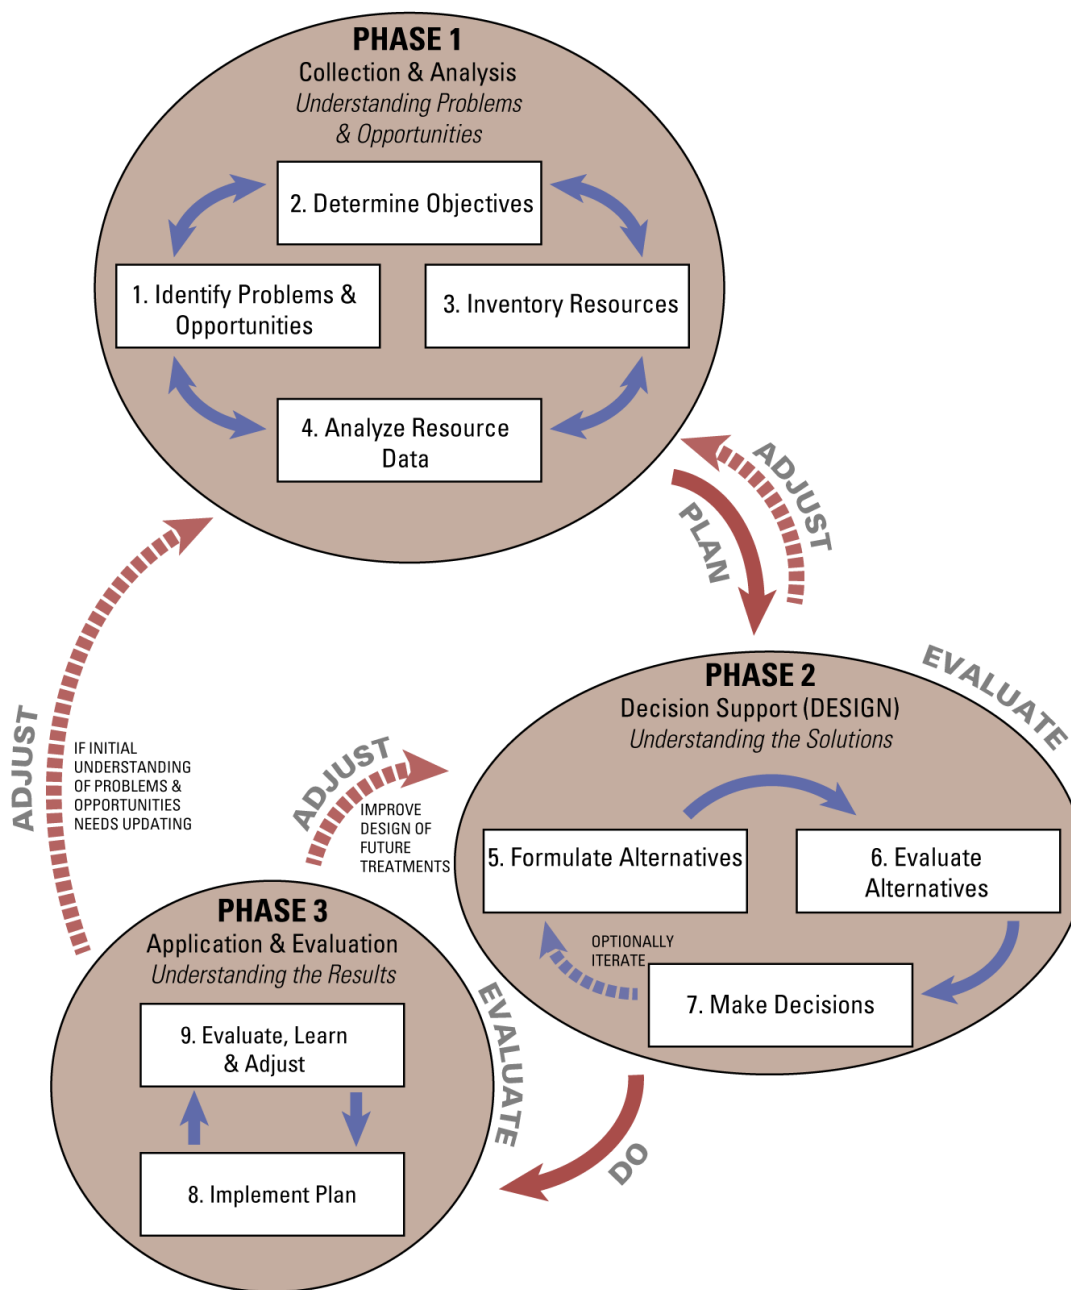 PHASE 1
Collection & Analysis
Understanding Problems
& Opportunities
2. Determine Objectives
1. Identify Problems &
Opportunities
3. Inventory Resources
4. Analyze Resource
Data
ADJUST
PLAN
EVALUATE
PHASE 2
Decision Support (DESIGN)
Understanding the Solutions
5. Formulate Alternatives
6. Evaluate
Alternatives
OPTIONALLY
ITERATE
7. Make Decisions
ADJUST
IF INITIAL
UNDERSTANDING
OF PROBLEMS &
OPPORTUNITIES
NEEDS UPDATING
ADJUST
IMPROVE
DESIGN OF
FUTURE
TREATMENTS
PHASE 3
Application & Evaluation
Understanding the Results
9. Evaluate, Learn
& Adjust
8. Implement Plan
EVALUATE
DO